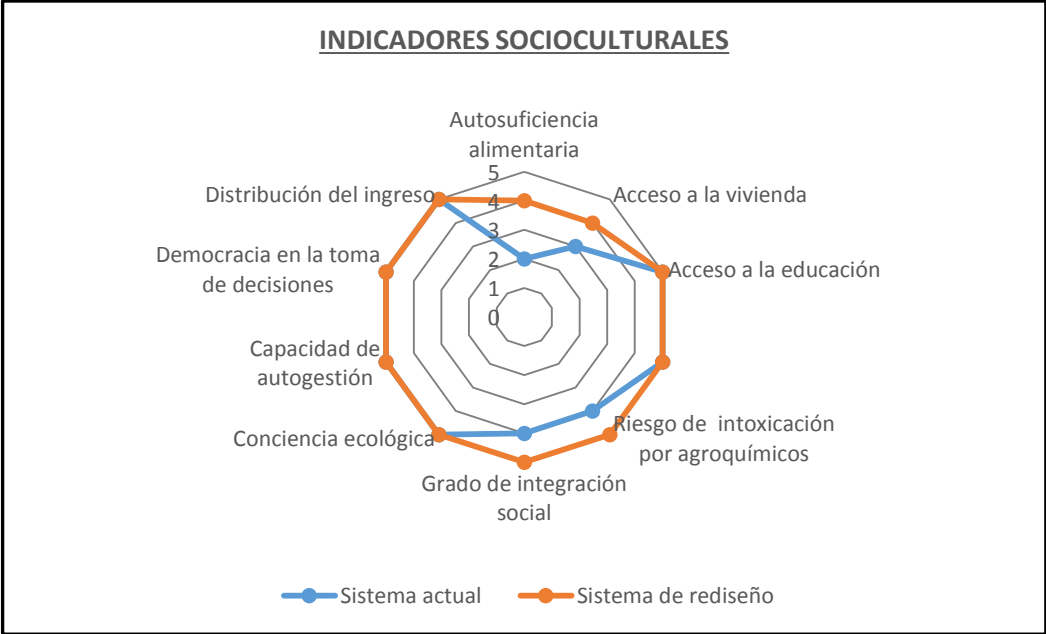 INDICADORES SOCIOCULTURALES
Autosuficiencia
alimentaria
Acceso a la vivienda
Acceso a la educación
Riesgo de  intoxicación
por agroquímicos
Grado de integración
social
Conciencia ecológica
Capacidad de
autogestión
Democracia en la toma
de decisiones
Distribución del ingreso
5
4
3
2
1
0
Sistema actual
Sistema de rediseño